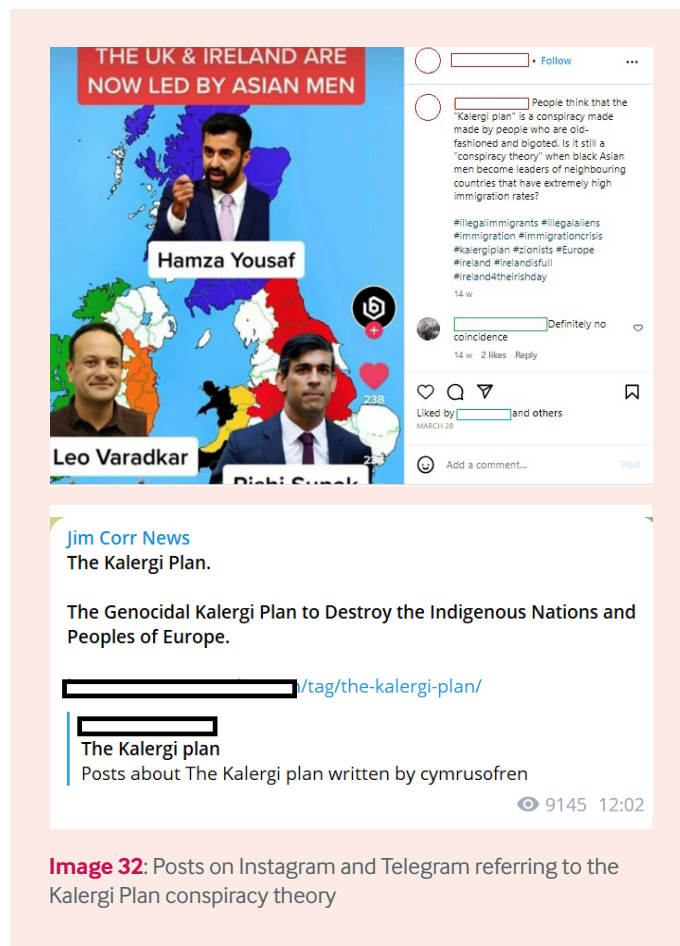 THE UK & IRELAND ARE
NOW LED BY ASIAN MEN
Hamza Yousaf
Leo Varadkar
Rishi Sunak
238
• Follow
People think that the
"Kalergi plan" is a conspiracy made
made by people who are old-
fashioned and bigoted. Is it still a
"conspiracy theory" when black Asian
men become leaders of neighbouring
countries that have extremely high
immigration rates?
#illegalimmigrants #illegalaliens
#immigration #immigrationcrisis
#kalergiplan #zionists #Europe
#ireland #irelandisfull
#ireland4theirishday
14 w
Definitely no
coincidence
14 w 2 likes Reply
Liked by and others
MARCH 28
Add a comment...
Post
Jim Corr News
The Kalergi Plan.
The Genocidal Kalergi Plan to Destroy the Indigenous Nations and
Peoples of Europe.
/tag/the-kalergi-plan/
The Kalergi plan
Posts about The Kalergi plan written by cymrusofren
9145 12:02
Image 32: Posts on Instagram and Telegram referring to the
Kalergi Plan conspiracy theory